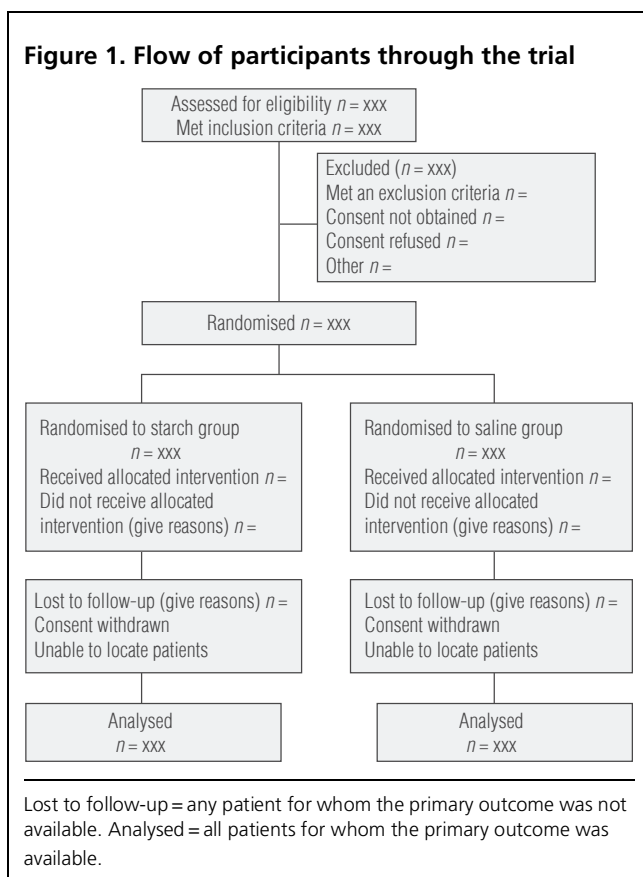 Figure 1. Flow of participants through the trial
Assessed for eligibility n = xxx
Met inclusion criteria n = xxx
Excluded (n = xxx)
Met an exclusion criteria n =
Consent not obtained n =
Consent refused n =
Other n =
Randomised n = xxx
Randomised to starch group
n = xxx
Received allocated intervention n =
Did not receive allocated
intervention (give reasons) n =
Randomised to saline group
n = xxx
Received allocated intervention n =
Did not receive allocated
intervention (give reasons) n =
Lost to follow-up (give reasons) n =
Consent withdrawn
Unable to locate patients
Lost to follow-up (give reasons) n =
Consent withdrawn
Unable to locate patients
Analysed
n = xxx
Analysed
n = xxx
Lost to follow-up = any patient for whom the primary outcome was not
available. Analysed = all patients for whom the primary outcome was
available.